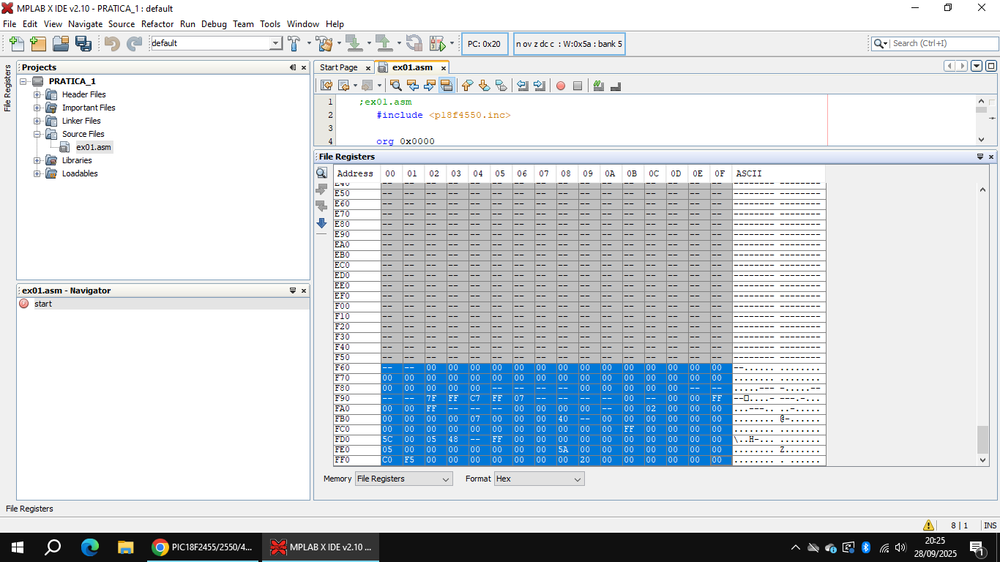 MPLAB X IDE v2.10 - PRATICA_1 : default
File Edit View Navigate Source Refactor Run Debug Team Tools Window Help
default PC: 0x20 n ov z dc c : W:0x5a : bank 5 Search (Ctrl+I)
File Registers
Projects
PRATICA_1
Header Files
Important Files
Linker Files
Source Files
ex01.asm
Libraries
Loadables
ex01.asm - Navigator
start
Start Page ex01.asm
1 ;ex01.asm
2 #include <p18f4550.inc>
3
4 org 0x0000
File Registers
Address 00 01 02 03 04 05 06 07 08 09 0A 0B 0C 0D 0E 0F ASCII
E40 -- -- -- -- -- -- -- -- -- -- -- -- -- -- -- -- -------- --------
E50 -- -- -- -- -- -- -- -- -- -- -- -- -- -- -- -- -------- --------
E60 -- -- -- -- -- -- -- -- -- -- -- -- -- -- -- -- -------- --------
E70 -- -- -- -- -- -- -- -- -- -- -- -- -- -- -- -- -------- --------
E80 -- -- -- -- -- -- -- -- -- -- -- -- -- -- -- -- -------- --------
E90 -- -- -- -- -- -- -- -- -- -- -- -- -- -- -- -- -------- --------
EA0 -- -- -- -- -- -- -- -- -- -- -- -- -- -- -- -- -------- --------
EB0 -- -- -- -- -- -- -- -- -- -- -- -- -- -- -- -- -------- --------
EC0 -- -- -- -- -- -- -- -- -- -- -- -- -- -- -- -- -------- --------
ED0 -- -- -- -- -- -- -- -- -- -- -- -- -- -- -- -- -------- --------
EE0 -- -- -- -- -- -- -- -- -- -- -- -- -- -- -- -- -------- --------
EF0 -- -- -- -- -- -- -- -- -- -- -- -- -- -- -- -- -------- --------
F00 -- -- -- -- -- -- -- -- -- -- -- -- -- -- -- -- -------- --------
F10 -- -- -- -- -- -- -- -- -- -- -- -- -- -- -- -- -------- --------
F20 -- -- -- -- -- -- -- -- -- -- -- -- -- -- -- -- -------- --------
F30 -- -- -- -- -- -- -- -- -- -- -- -- -- -- -- -- -------- --------
F40 -- -- -- -- -- -- -- -- -- -- -- -- -- -- -- -- -------- --------
F50 -- -- -- -- -- -- -- -- -- -- -- -- -- -- -- -- -------- --------
F60 -- -- 00 00 00 00 00 00 00 00 00 00 00 00 00 00 --...... ........
F70 00 00 00 00 00 00 00 00 00 00 00 00 00 00 00 00 ........ ........
F80 00 00 00 00 00 -- -- -- -- 00 00 00 00 00 -- -- .....--- -.....--
F90 -- -- 7F FF C7 FF 07 -- -- -- -- 00 -- 00 00 FF --□....- ---.-...
FA0 00 00 FF -- -- -- 00 00 00 00 -- 00 02 00 00 00 ...---.. ..-.....
FB0 00 00 00 00 07 00 00 00 40 -- 00 00 00 00 00 00 ........ @-......
FC0 00 00 00 00 00 00 00 00 00 00 00 FF 00 00 00 00 ........ ........
FD0 5C 00 05 48 -- FF 00 00 00 00 00 00 00 00 00 00 \..H-... ........
FE0 05 00 00 00 00 00 00 00 5A 00 00 00 00 00 00 00 ........ Z.......
FF0 C0 F5 00 00 00 00 00 00 00 20 00 00 00 00 00 00 ........ . ......
Memory File Registers Format Hex
File Registers
8 | 1 INS
PIC18F2455/2550/4... MPLAB X IDE v2.10 ... 20:25
28/09/2025
1